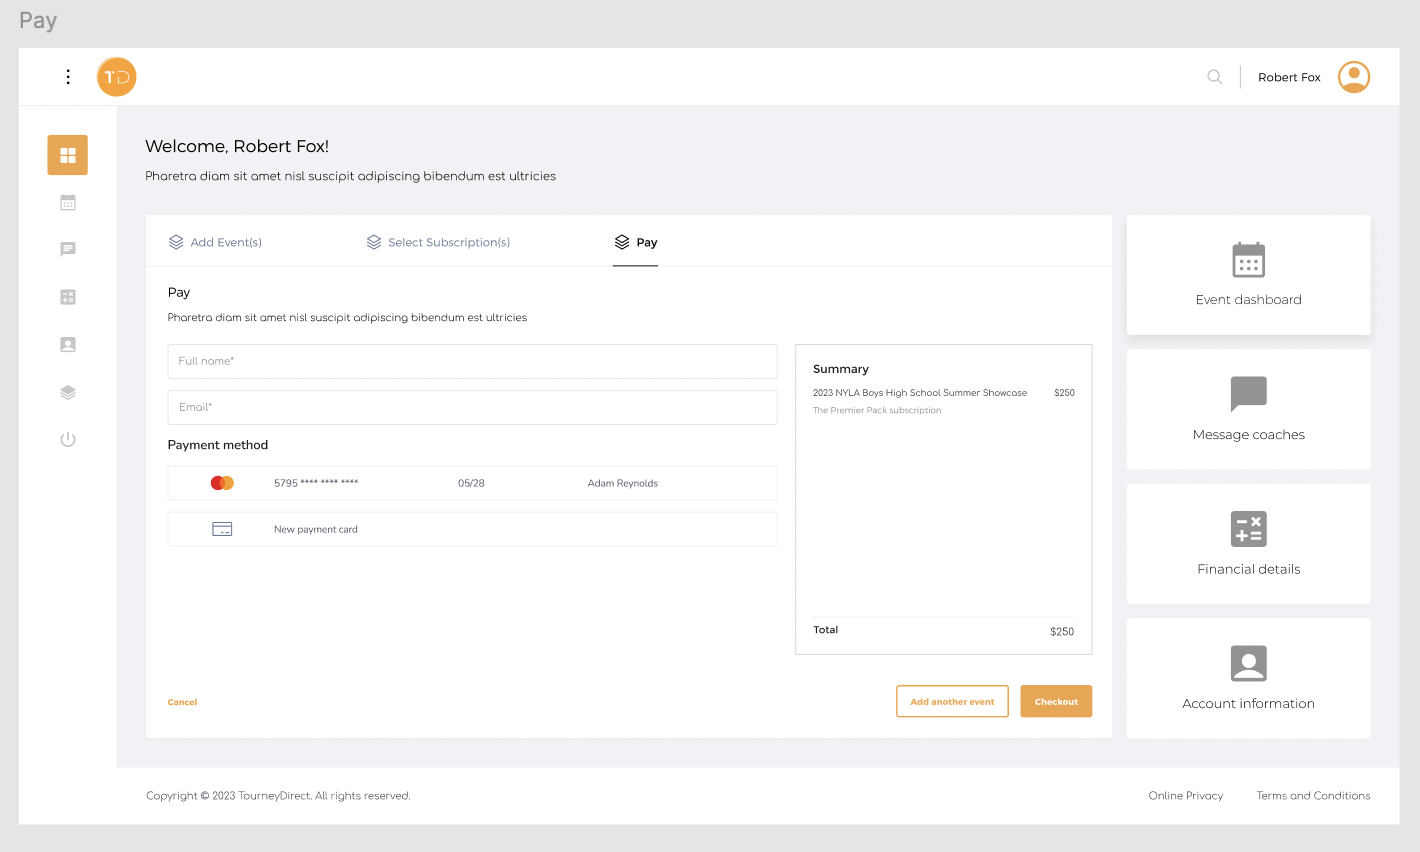 Pay
TD
Robert Fox
Welcome, Robert Fox!
Pharetra diam sit amet nisl suscipit adipiscing bibendum est ultricies
Add Event(s)
Select Subscription(s)
Pay
Pay
Pharetra diam sit amet nisl suscipit adipiscing bibendum est ultricies
Full name*
Email*
Payment method
5795 **** **** **** 05/28 Adam Reynolds
New payment card
Summary
2023 NYLA Boys High School Summer Showcase $250
The Premier Pack subscription
Total $250
Cancel
Add another event
Checkout
Event dashboard
Message coaches
Financial details
Account information
Copyright © 2023 TourneyDirect. All rights reserved.
Online Privacy
Terms and Conditions